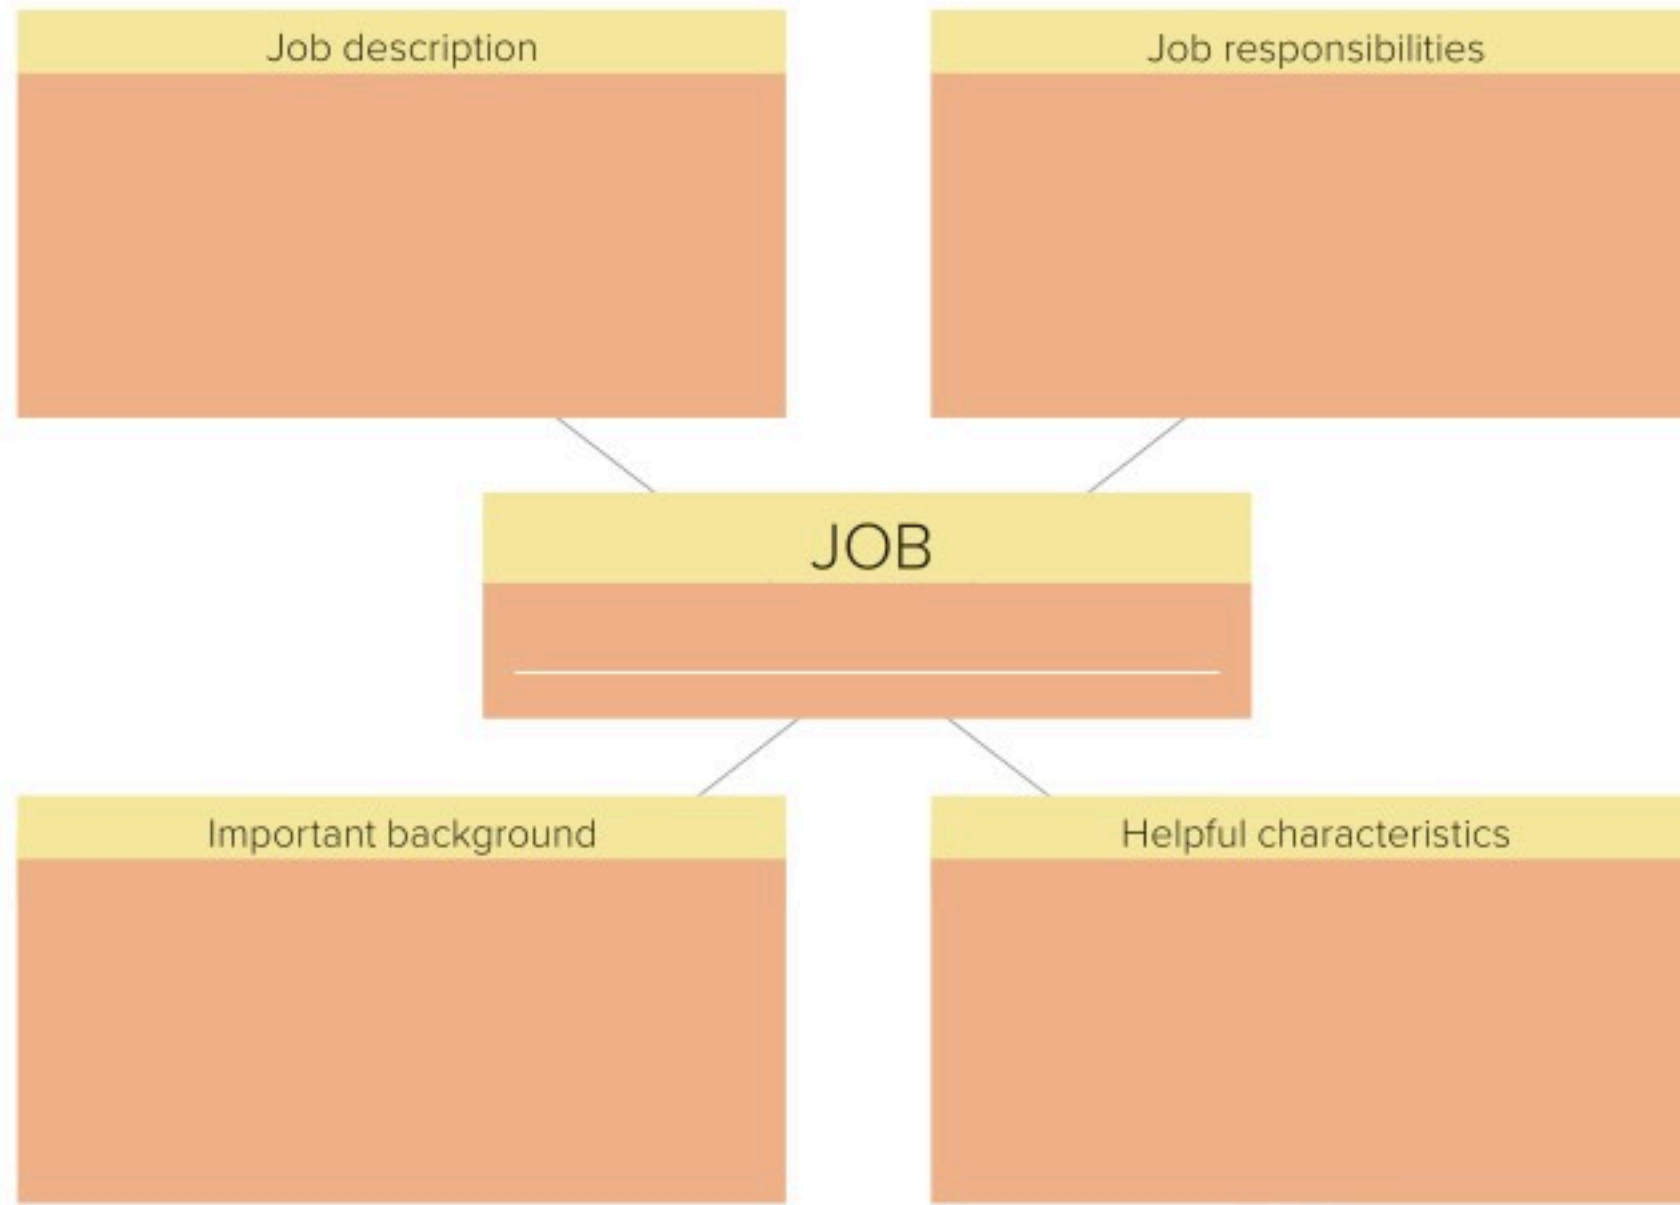 Job description
Job responsibilities
JOB
Important background
Helpful characteristics